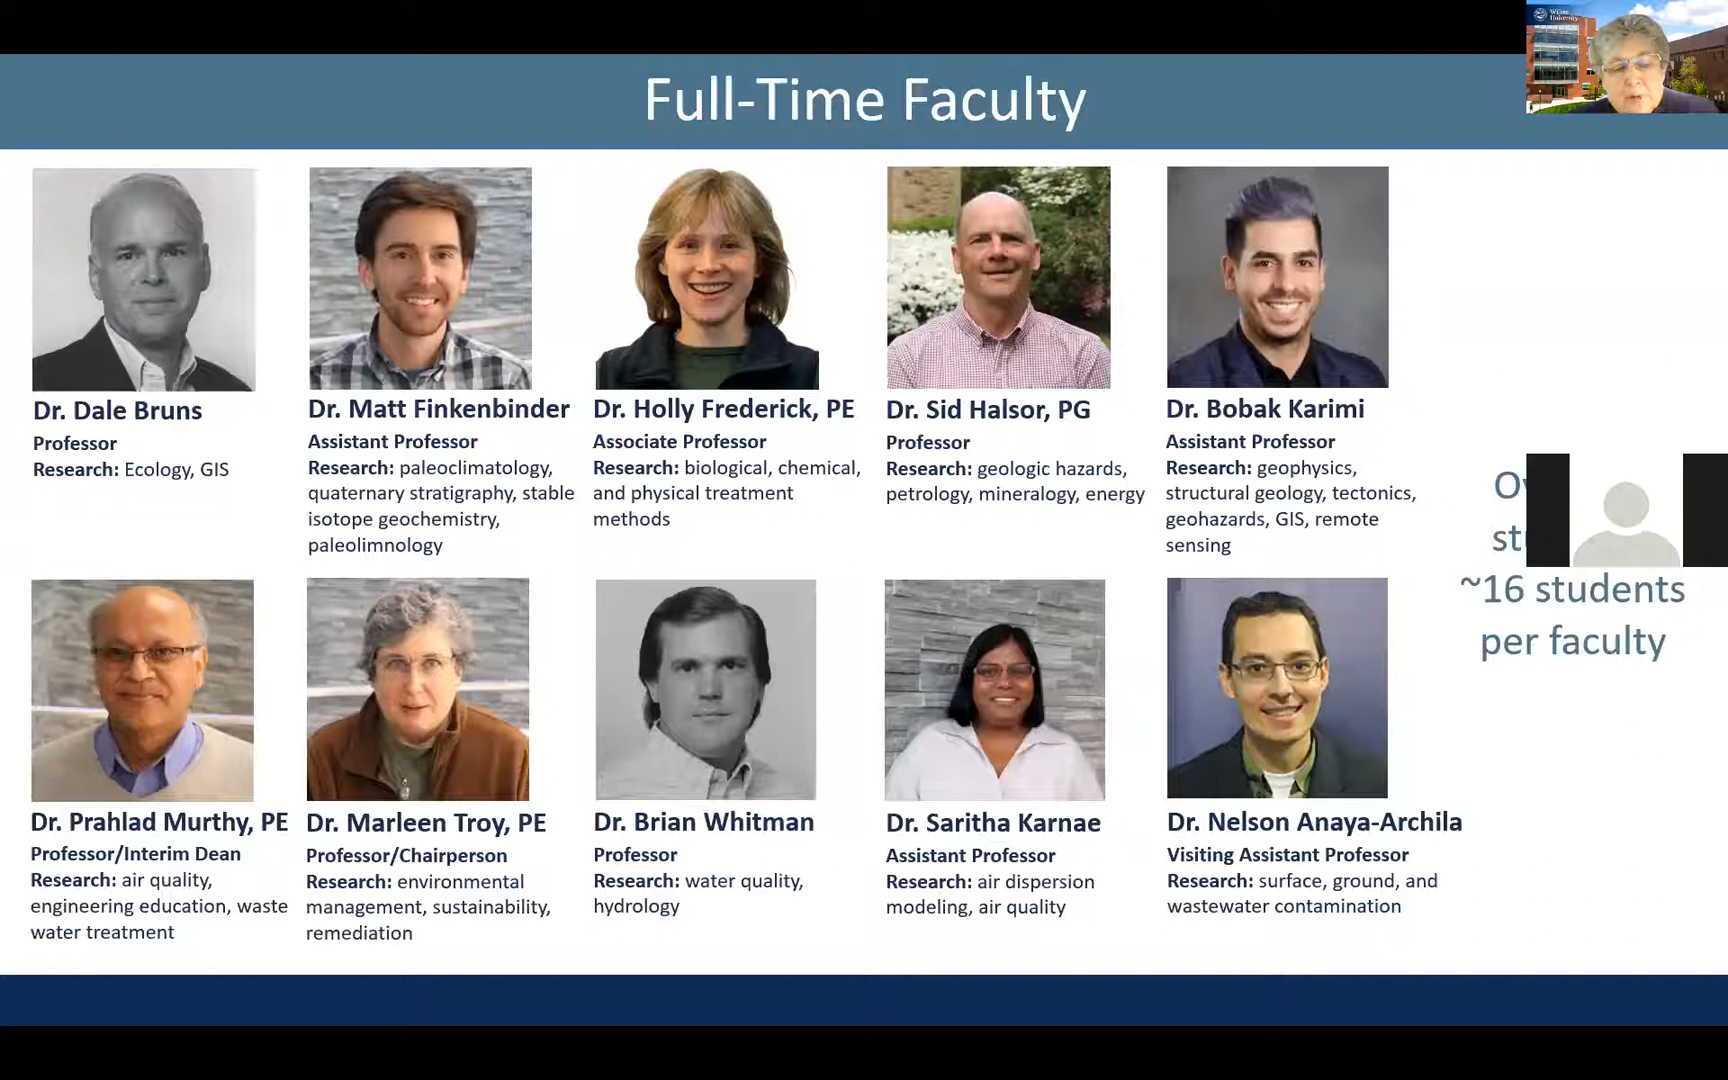 Full-Time Faculty
Wilkes
University
Dr. Dale Bruns
Professor
Research: Ecology, GIS
Dr. Matt Finkenbinder
Assistant Professor
Research: paleoclimatology,
quaternary stratigraphy, stable
isotope geochemistry,
paleolimnology
Dr. Holly Frederick, PE
Associate Professor
Research: biological, chemical,
and physical treatment
methods
Dr. Sid Halsor, PG
Professor
Research: geologic hazards,
petrology, mineralogy, energy
Dr. Bobak Karimi
Assistant Professor
Research: geophysics,
structural geology, tectonics,
geohazards, GIS, remote
sensing
~16 students
per faculty
Dr. Prahlad Murthy, PE
Professor/Interim Dean
Research: air quality,
engineering education, waste
water treatment
Dr. Marleen Troy, PE
Professor/Chairperson
Research: environmental
management, sustainability,
remediation
Dr. Brian Whitman
Professor
Research: water quality,
hydrology
Dr. Saritha Karnae
Assistant Professor
Research: air dispersion
modeling, air quality
Dr. Nelson Anaya-Archila
Visiting Assistant Professor
Research: surface, ground, and
wastewater contamination